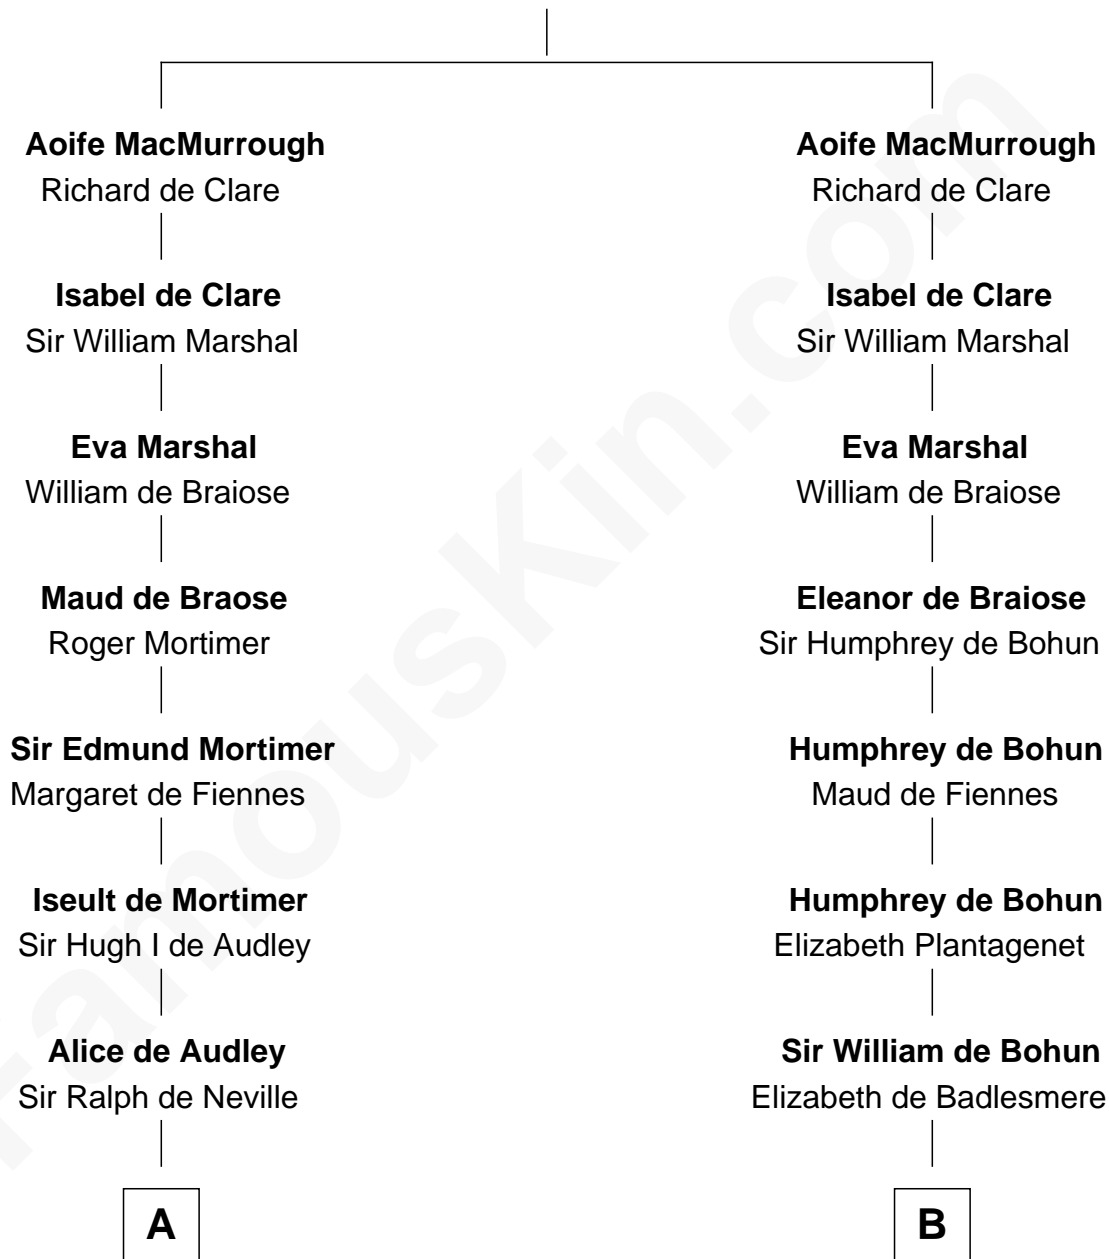 Aoife MacMurrough
Richard de Clare
Isabel de Clare
Sir William Marshal
Eva Marshal
William de Braiose
Maud de Braose
Roger Mortimer
Sir Edmund Mortimer
Margaret de Fiennes
Iseult de Mortimer
Sir Hugh I de Audley
Alice de Audley
Sir Ralph de Neville
A
Aoife MacMurrough
Richard de Clare
Isabel de Clare
Sir William Marshal
Eva Marshal
William de Braiose
Eleanor de Braiose
Sir Humphrey de Bohun
Humphrey de Bohun
Maud de Fiennes
Humphrey de Bohun
Elizabeth Plantagenet
Sir William de Bohun
Elizabeth de Badlesmere
B
FamousKin.com